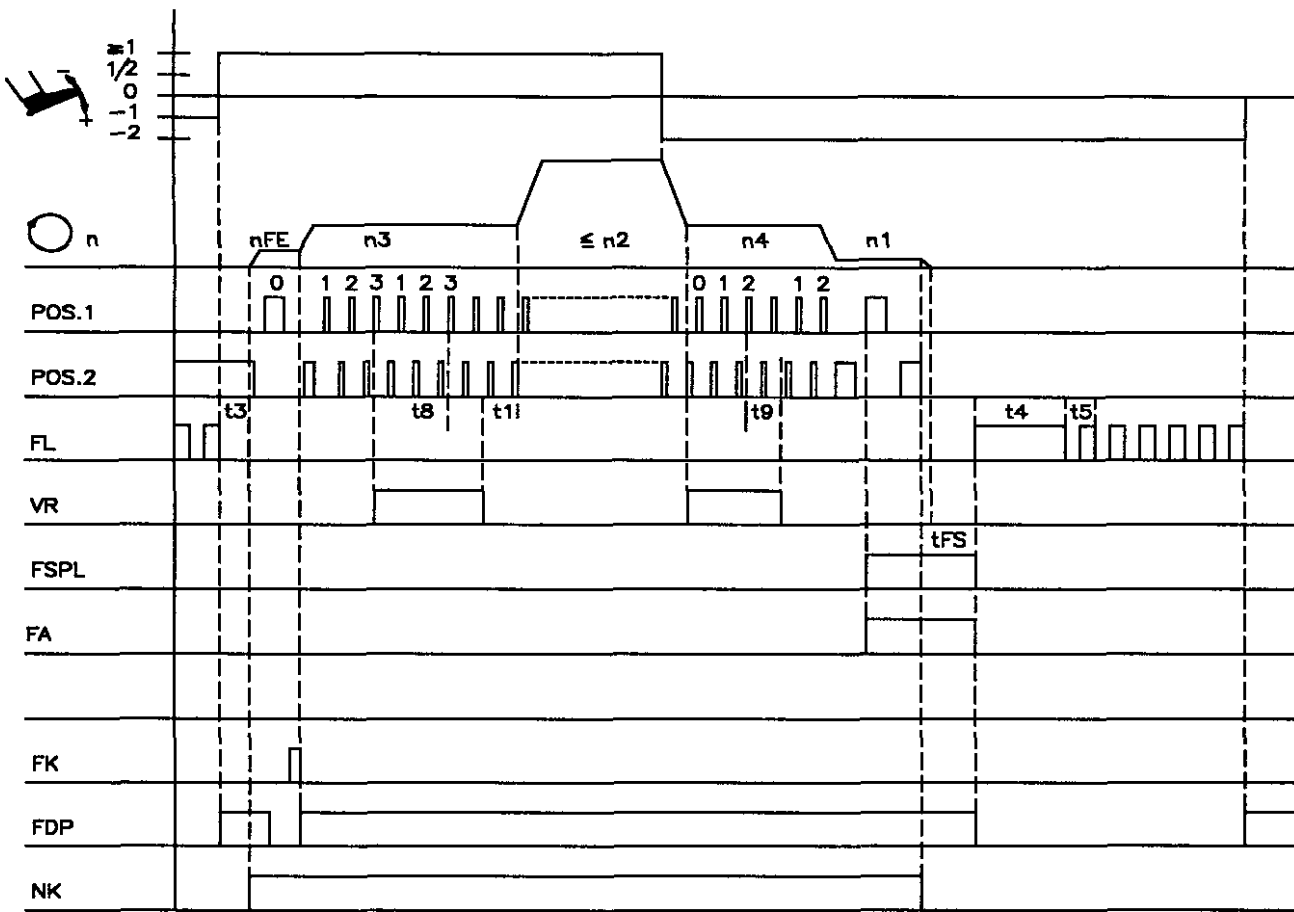 ≥1
1/2
0
-1
-2
-
+
n
nFE
n3
≤ n2
n4
n1
0
1 2 3 1 2 3
0 1 2
1 2
POS.1
POS.2
t3
t8
t1
t9
t4
t5
FL
VR
tFS
FSPL
FA
FK
FDP
NK